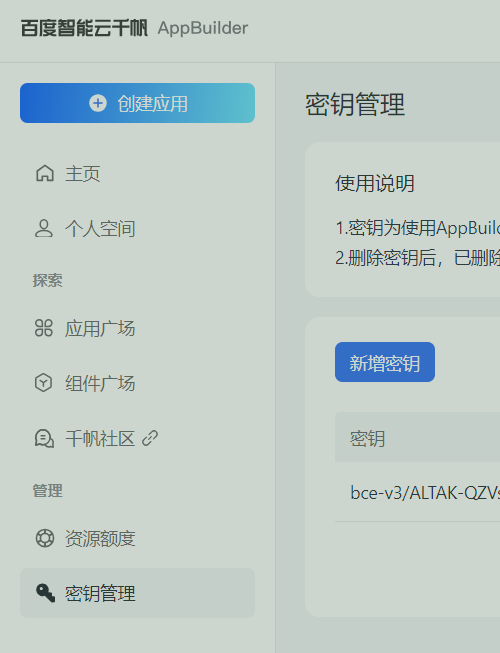 百度智能云千帆 AppBuilder
创建应用
主页
个人空间
探索
应用广场
组件广场
千帆社区
管理
资源额度
密钥管理
密钥管理
使用说明
1.密钥为使用AppBuild
2.删除密钥后，已删除
新增密钥
密钥
bce-v3/ALTAK-QZVs